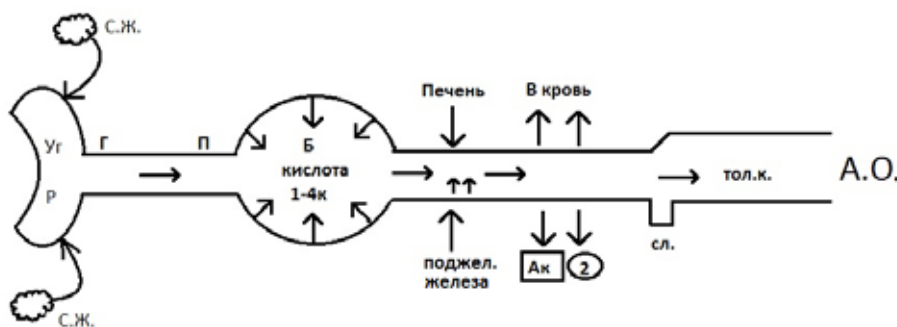 С.Ж.
Уг
Р
Г
П
Б
кислота
1-4к
Печень
В кровь
тол.к.
А.О.
поджел.
железа
Ак
2
сл.
С.Ж.